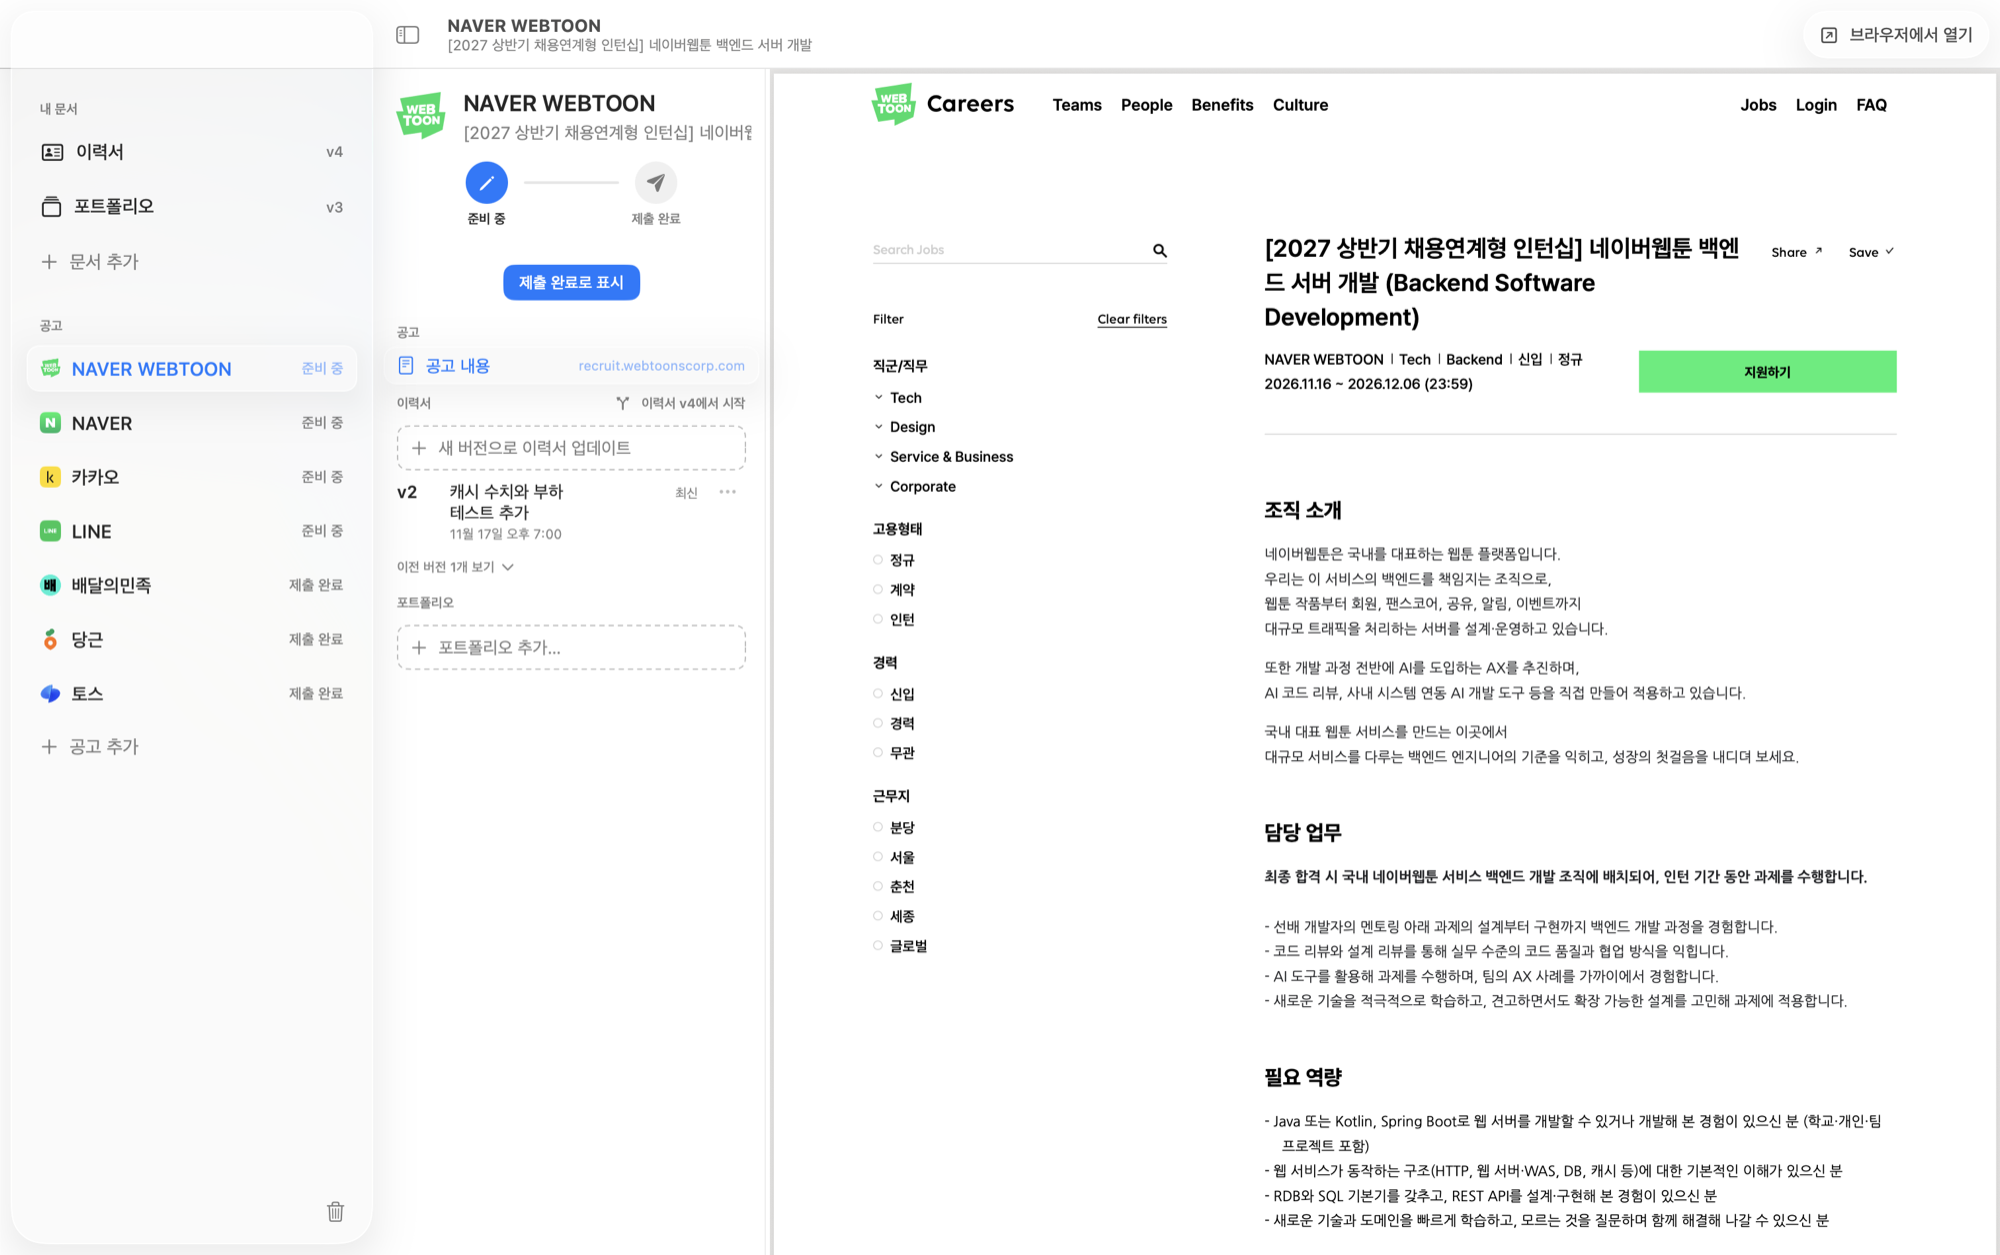 NAVER WEBTOON
[2027 상반기 채용연계형 인턴십] 네이버웹툰 백엔드 서버 개발
브라우저에서 열기
내 문서
이력서 v4
포트폴리오 v3
문서 추가
공고
NAVER WEBTOON 준비 중
NAVER 준비 중
카카오 준비 중
LINE 준비 중
배달의민족 제출 완료
당근 제출 완료
토스 제출 완료
공고 추가
WEB
TOON
NAVER WEBTOON
[2027 상반기 채용연계형 인턴십] 네이버웹
준비 중
제출 완료
제출 완료로 표시
공고
공고 내용 recruit.webtoonscorp.com
이력서 이력서 v4에서 시작
새 버전으로 이력서 업데이트
v2 캐시 수치와 부하 최신
테스트 추가
11월 17일 오후 7:00
이전 버전 1개 보기
포트폴리오
포트폴리오 추가...
WEB
TOON
Careers Teams People Benefits Culture Jobs Login FAQ
Search Jobs
Filter Clear filters
직군/직무
Tech
Design
Service & Business
Corporate
고용형태
정규
계약
인턴
경력
신입
경력
무관
근무지
분당
서울
춘천
세종
글로벌
[2027 상반기 채용연계형 인턴십] 네이버웹툰 백엔
드 서버 개발 (Backend Software
Development)
Share Save
NAVER WEBTOON | Tech | Backend | 신입 | 정규
2026.11.16 ~ 2026.12.06 (23:59)
지원하기
조직 소개
네이버웹툰은 국내를 대표하는 웹툰 플랫폼입니다.
우리는 이 서비스의 백엔드를 책임지는 조직으로,
웹툰 작품부터 회원, 팬스코어, 공유, 알림, 이벤트까지
대규모 트래픽을 처리하는 서버를 설계·운영하고 있습니다.
또한 개발 과정 전반에 AI를 도입하는 AX를 추진하며,
AI 코드 리뷰, 사내 시스템 연동 AI 개발 도구 등을 직접 만들어 적용하고 있습니다.
국내 대표 웹툰 서비스를 만드는 이곳에서
대규모 서비스를 다루는 백엔드 엔지니어의 기준을 익히고, 성장의 첫걸음을 내디뎌 보세요.
담당 업무
최종 합격 시 국내 네이버웹툰 서비스 백엔드 개발 조직에 배치되어, 인턴 기간 동안 과제를 수행합니다.
- 선배 개발자의 멘토링 아래 과제의 설계부터 구현까지 백엔드 개발 과정을 경험합니다.
- 코드 리뷰와 설계 리뷰를 통해 실무 수준의 코드 품질과 협업 방식을 익힙니다.
- AI 도구를 활용해 과제를 수행하며, 팀의 AX 사례를 가까이에서 경험합니다.
- 새로운 기술을 적극적으로 학습하고, 견고하면서도 확장 가능한 설계를 고민해 과제에 적용합니다.
필요 역량
- Java 또는 Kotlin, Spring Boot로 웹 서버를 개발할 수 있거나 개발해 본 경험이 있으신 분 (학교·개인·팀
프로젝트 포함)
- 웹 서비스가 동작하는 구조(HTTP, 웹 서버·WAS, DB, 캐시 등)에 대한 기본적인 이해가 있으신 분
- RDB와 SQL 기본기를 갖추고, REST API를 설계·구현해 본 경험이 있으신 분
- 새로운 기술과 도메인을 빠르게 학습하고, 모르는 것을 질문하며 함께 해결해 나갈 수 있으신 분